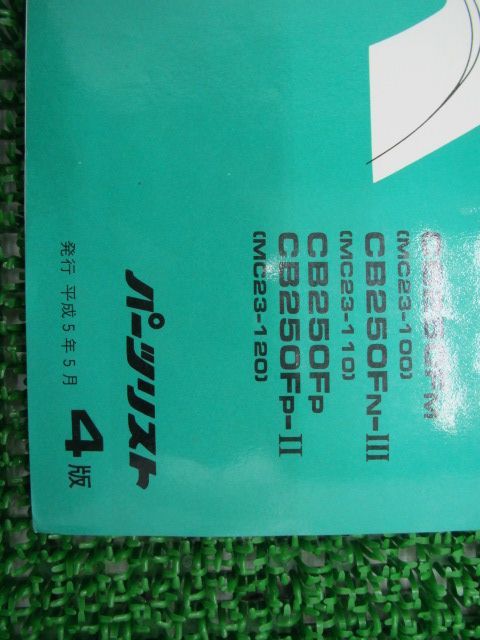 CB250FM
(MC23-100)
CB250FN-III
(MC23-110)
CB250FP
CB250FP-II
(MC23-120)
パーツリスト
発行 平成5年5月
4版